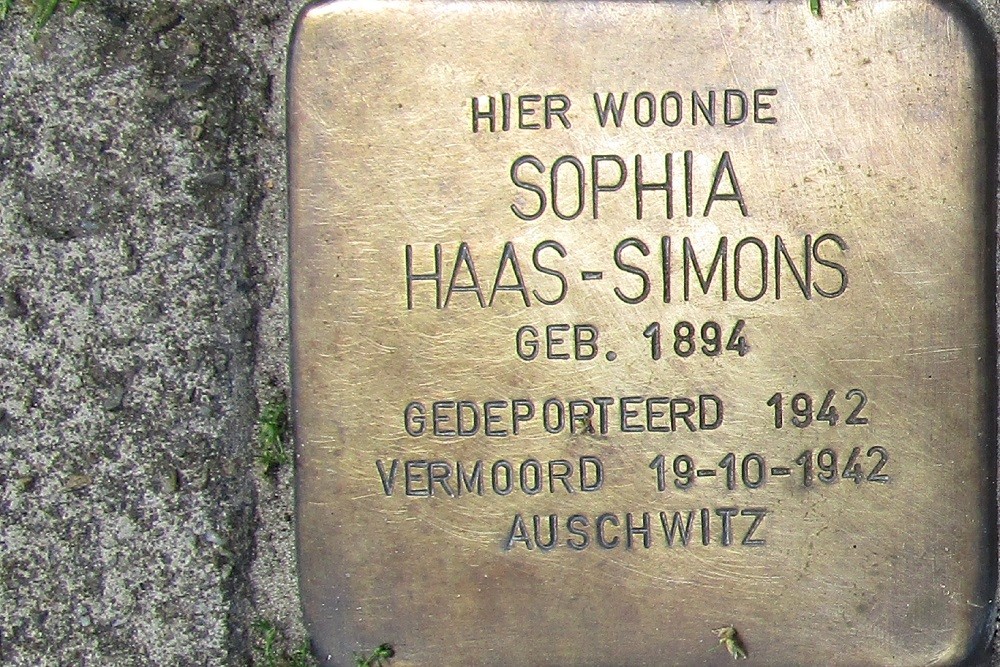 HIER WOONDE
SOPHIA
HAAS-SIMONS
GEB. 1894
GEDEPORTEERD 1942
VERMOORD 19-10-1942
AUSCHWITZ